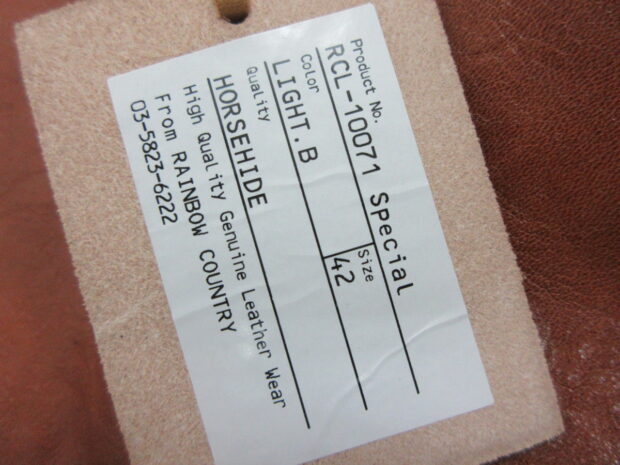 Product No.
RCL-10071 Special
Color
Size
LIGHT.B
42
Quality
HORSEHIDE
High Quality Genuine Leather Wear
From RAINBOW COUNTRY
03-5823-6222